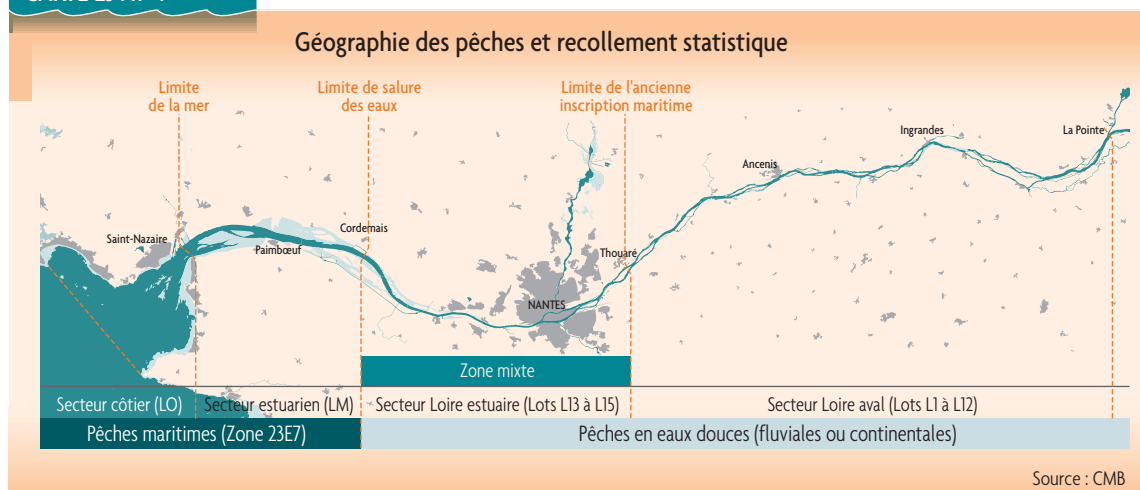 Géographie des pêches et recollement statistique
Limite
de la mer
Limite de salure
des eaux
Limite de l'ancienne
inscription maritime
La Pointe
Ingrandes
Ancenis
Cordemais
Saint-Nazaire
Paimbœuf
Thouaré
NANTES
Zone mixte
Secteur côtier (LO)
Secteur estuarien (LM)
Secteur Loire estuaire (Lots L13 à L15)
Secteur Loire aval (Lots L1 à L12)
Pêches maritimes (Zone 23E7)
Pêches en eaux douces (fluviales ou continentales)
Source : CMB